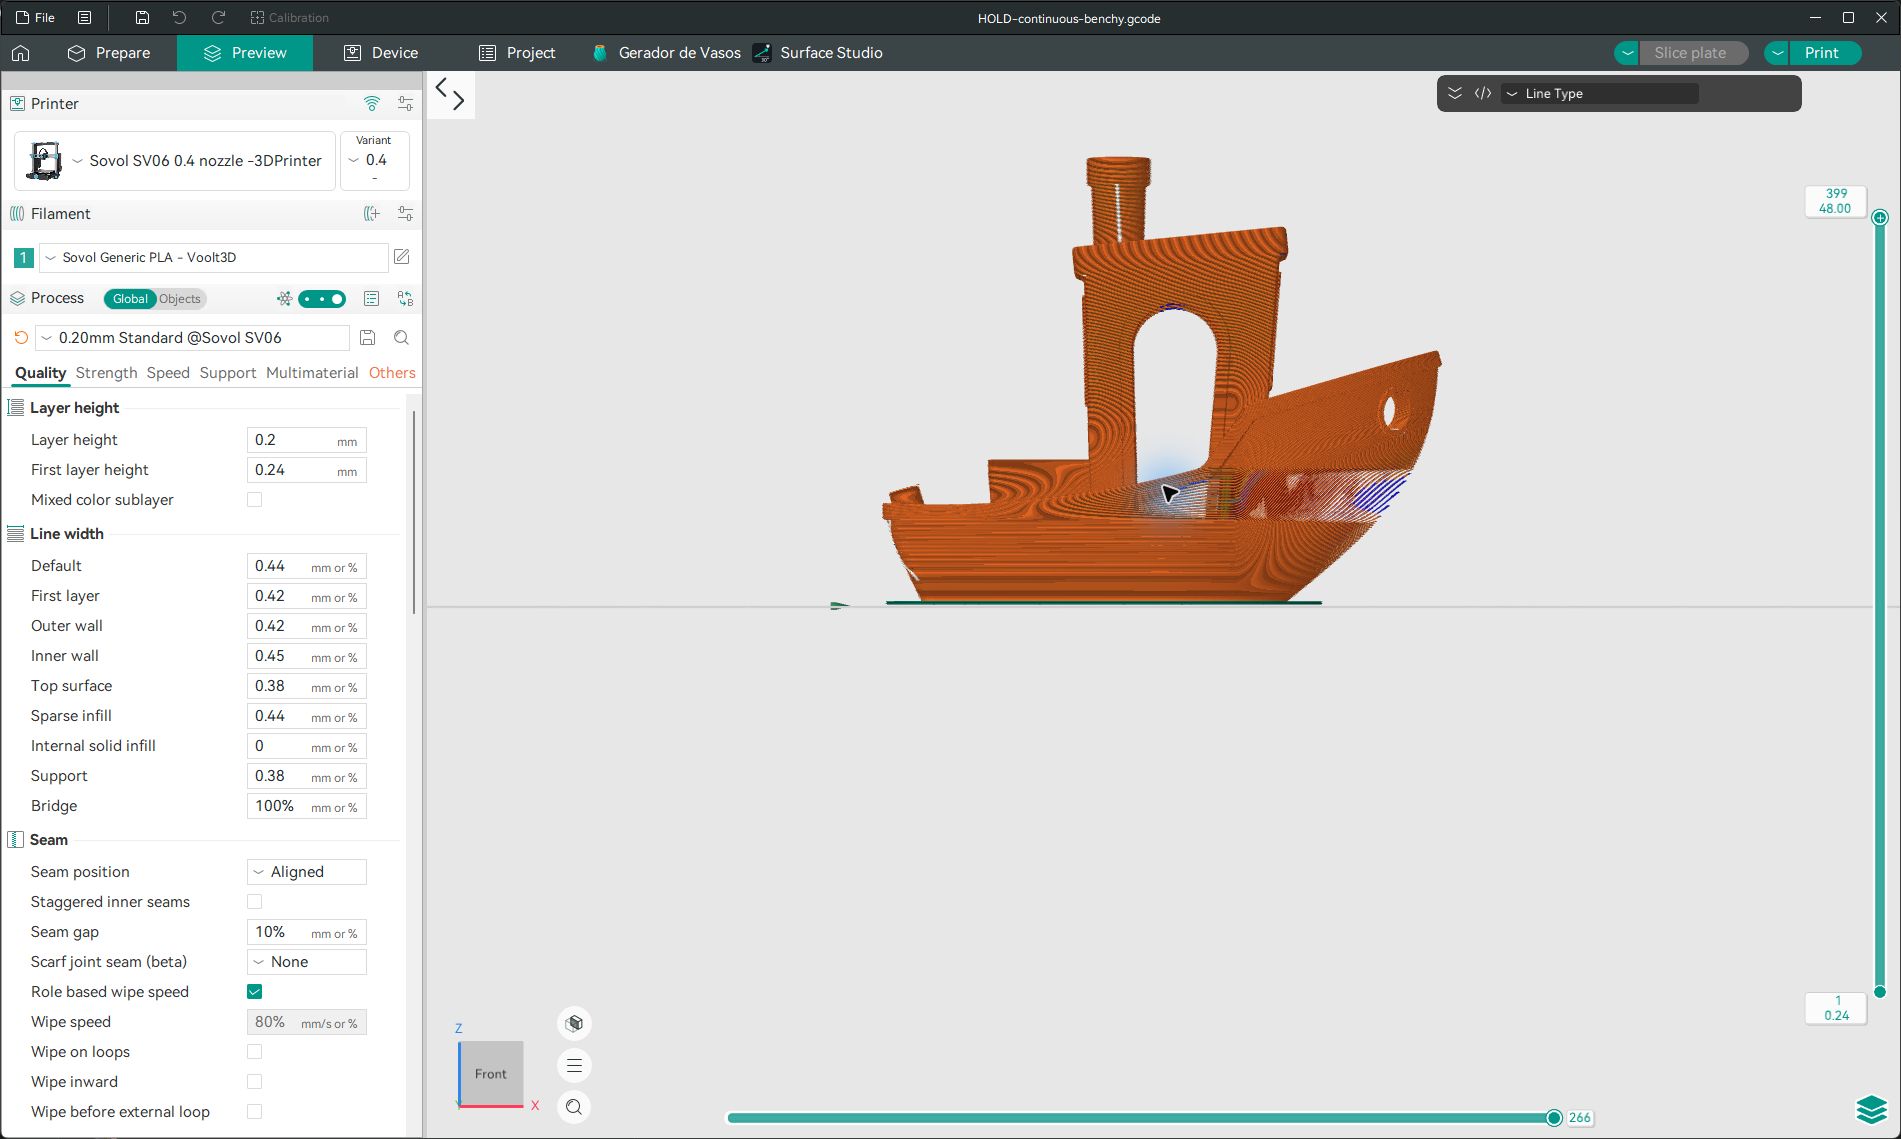 File
Calibration
HOLD-continuous-benchy.gcode
Prepare
Preview
Device
Project
Gerador de Vasos
Surface Studio
Slice plate
Print
Printer
Sovol SV06 0.4 nozzle -3DPrinter
Variant
0.4
-
Filament
1
Sovol Generic PLA - Voolt3D
Process
Global
Objects
0.20mm Standard @Sovol SV06
Quality
Strength
Speed
Support
Multimaterial
Others
Layer height
Layer height 0.2 mm
First layer height 0.24 mm
Mixed color sublayer
Line width
Default 0.44 mm or %
First layer 0.42 mm or %
Outer wall 0.42 mm or %
Inner wall 0.45 mm or %
Top surface 0.38 mm or %
Sparse infill 0.44 mm or %
Internal solid infill 0 mm or %
Support 0.38 mm or %
Bridge 100% mm or %
Seam
Seam position Aligned
Staggered inner seams
Seam gap 10% mm or %
Scarf joint seam (beta) None
Role based wipe speed
Wipe speed 80% mm/s or %
Wipe on loops
Wipe inward
Wipe before external loop
Line Type
399
48.00
1
0.24
Z
Front
X
Y
266